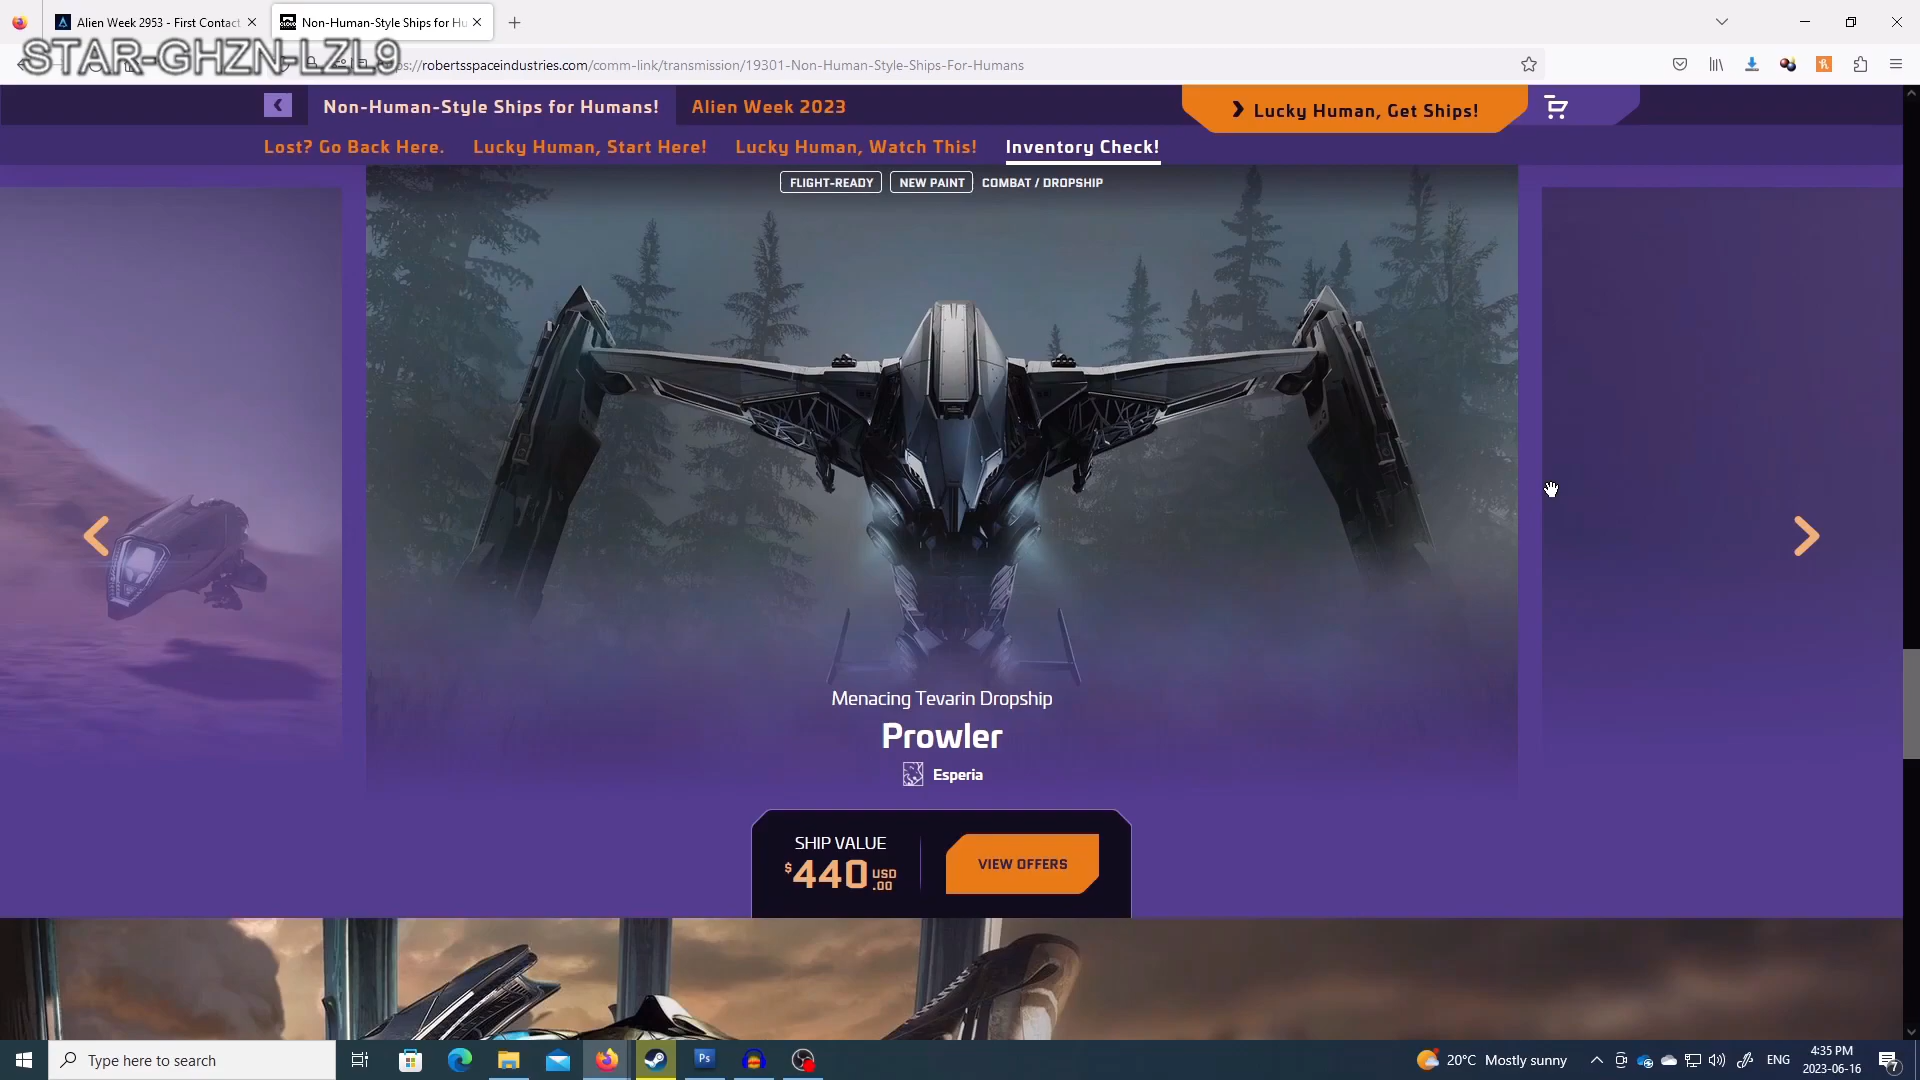 Alien Week 2953 - First Contact
Non-Human-Style Ships for Hu
STAR-GHZN-LZL9
https://robertsspaceindustries.com/comm-link/transmission/19301-Non-Human-Style-Ships-For-Humans
Non-Human-Style Ships for Humans!
Alien Week 2023
Lucky Human, Get Ships!
Lost? Go Back Here.
Lucky Human, Start Here!
Lucky Human, Watch This!
Inventory Check!
FLIGHT-READY
NEW PAINT
COMBAT / DROPSHIP
Menacing Tevarin Dropship
Prowler
Esperia
SHIP VALUE
$440 USD .00
VIEW OFFERS
Type here to search
Ps
20°C Mostly sunny
ENG
4:35 PM
2023-06-16
7